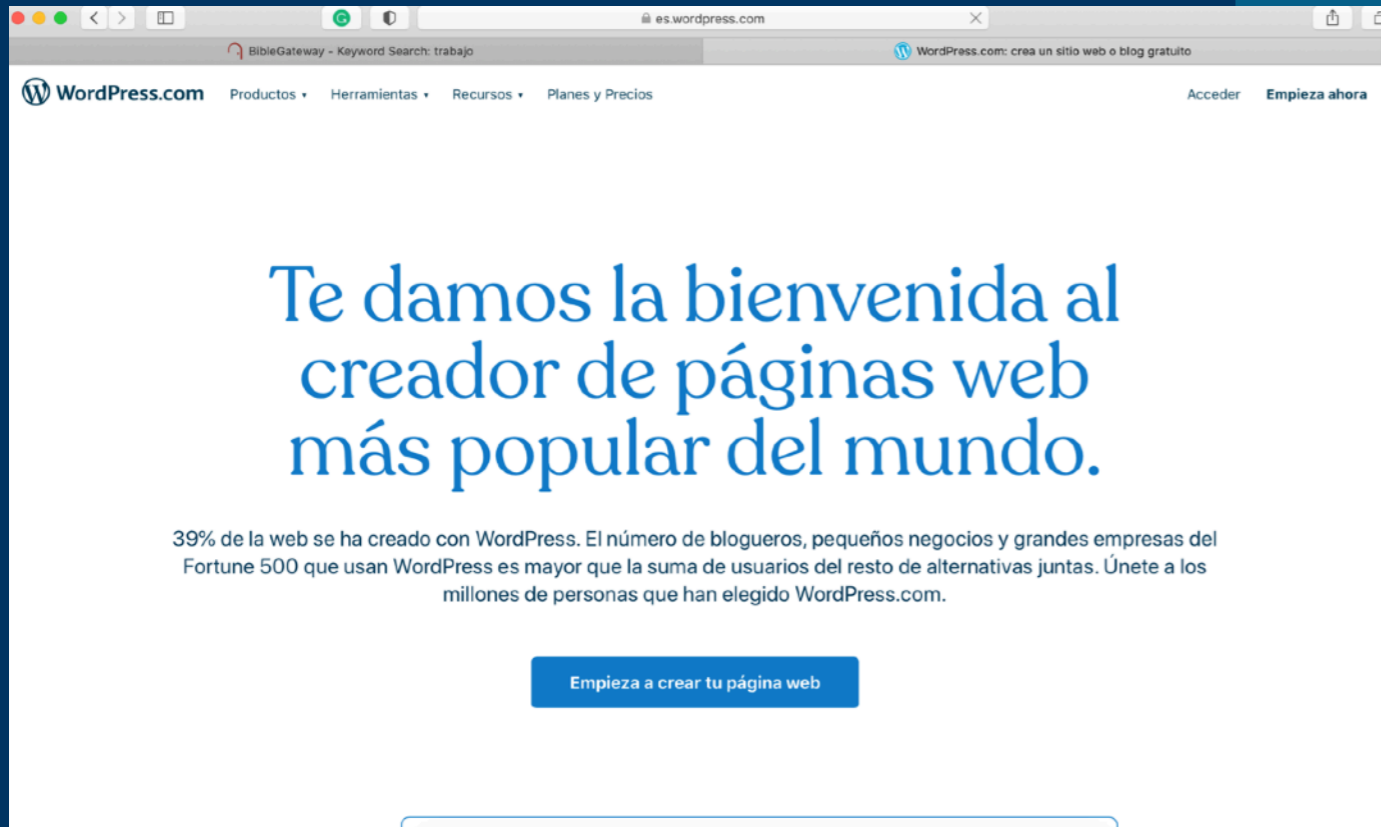 es.wordpress.com
BibleGateway - Keyword Search: trabajo
WordPress.com: crea un sitio web o blog gratuito
WordPress.com Productos Herramientas Recursos Planes y Precios Acceder Empieza ahora
Te damos la bienvenida al
creador de páginas web
más popular del mundo.
39% de la web se ha creado con WordPress. El número de blogueros, pequeños negocios y grandes empresas del
Fortune 500 que usan WordPress es mayor que la suma de usuarios del resto de alternativas juntas. Únete a los
millones de personas que han elegido WordPress.com.
Empieza a crear tu página web